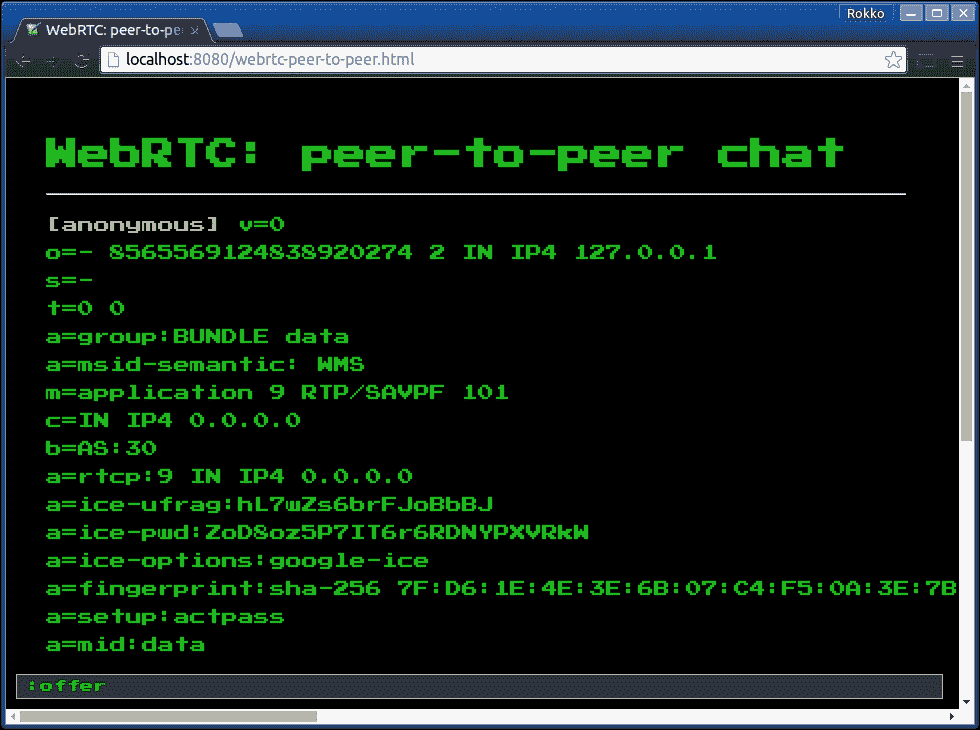 Rokko
WebRTC: peer-to-pe
localhost:8080/webrtc-peer-to-peer.html
WebRTC: peer-to-peer chat
[anonymous] v=0
o=- 8565569124838920274 2 IN IP4 127.0.0.1
s=-
t=0 0
a=group:BUNDLE data
a=msid-semantic: WMS
m=application 9 RTP/SAVPF 101
c=IN IP4 0.0.0.0
b=AS:30
a=rtcp:9 IN IP4 0.0.0.0
a=ice-ufrag:hL7wZs6brFJoBbBJ
a=ice-pwd:ZoD8oz5P7IT6r6RDNYPXVRkW
a=ice-options:google-ice
a=fingerprint:sha-256 7F:D6:1E:4E:3E:6B:07:C4:F5:0A:3E:7B
a=setup:actpass
a=mid:data
:offer